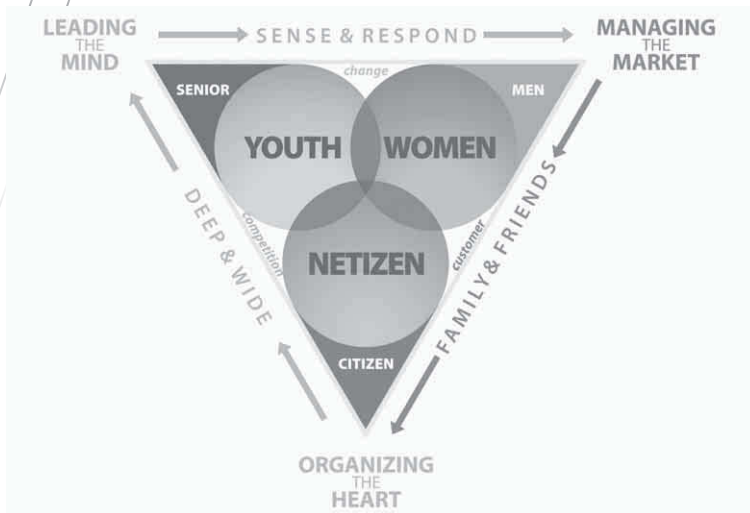 LEADING
THE
MIND
SENSE & RESPOND
MANAGING
THE
MARKET
change
SENIOR
MEN
YOUTH
WOMEN
DEEP & WIDE
competition
customer
FAMILY & FRIENDS
NETIZEN
CITIZEN
ORGANIZING
THE
HEART